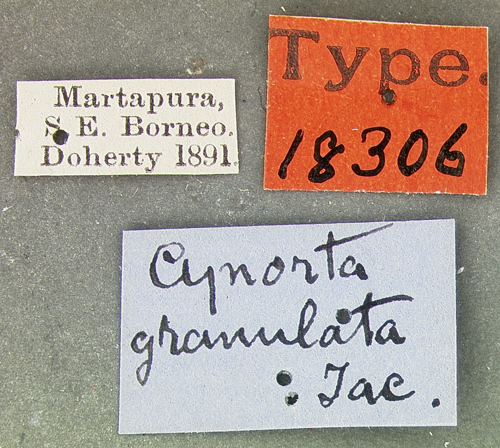 Martapura,
S. E. Borneo.
Doherty 1891.
Type.
18306
Cynorta
granulata
Jac.